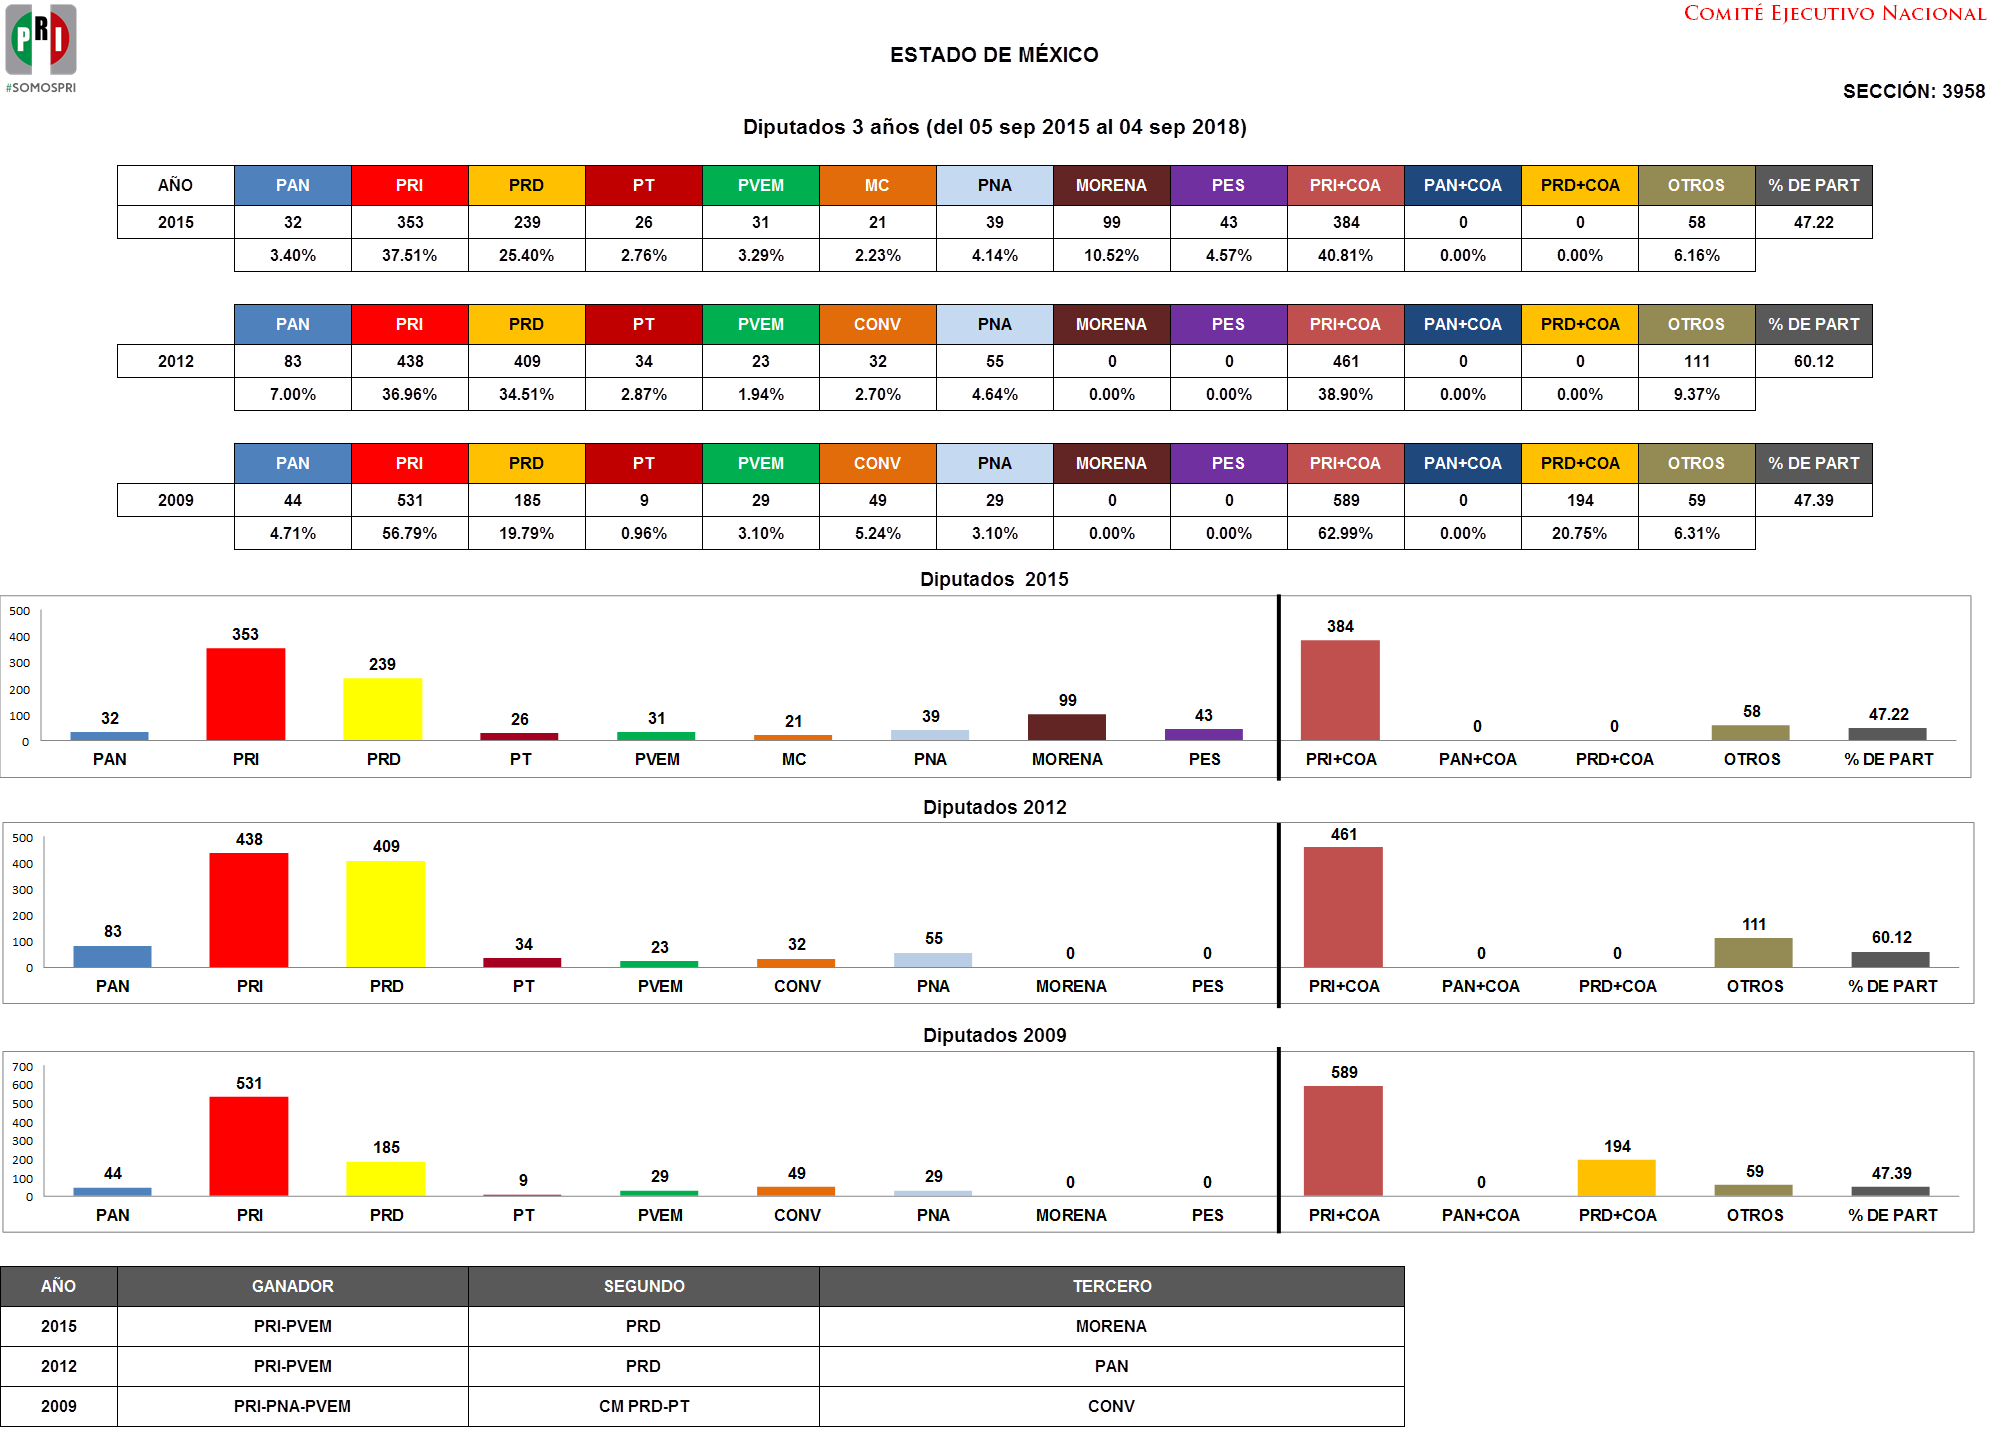 PRI
#SOMOSPRI
COMITÉ EJECUTIVO NACIONAL
ESTADO DE MÉXICO
SECCIÓN: 3958
Diputados 3 años (del 05 sep 2015 al 04 sep 2018)
AÑO PAN PRI PRD PT PVEM MC PNA MORENA PES PRI+COA PAN+COA PRD+COA OTROS % DE PART
2015 32 353 239 26 31 21 39 99 43 384 0 0 58 47.22
3.40% 37.51% 25.40% 2.76% 3.29% 2.23% 4.14% 10.52% 4.57% 40.81% 0.00% 0.00% 6.16%
PAN PRI PRD PT PVEM CONV PNA MORENA PES PRI+COA PAN+COA PRD+COA OTROS % DE PART
2012 83 438 409 34 23 32 55 0 0 461 0 0 111 60.12
7.00% 36.96% 34.51% 2.87% 1.94% 2.70% 4.64% 0.00% 0.00% 38.90% 0.00% 0.00% 9.37%
PAN PRI PRD PT PVEM CONV PNA MORENA PES PRI+COA PAN+COA PRD+COA OTROS % DE PART
2009 44 531 185 9 29 49 29 0 0 589 0 194 59 47.39
4.71% 56.79% 19.79% 0.96% 3.10% 5.24% 3.10% 0.00% 0.00% 62.99% 0.00% 20.75% 6.31%
Diputados 2015
500
400
300
200
100
0
32 353 239 26 31 21 39 99 43 384 0 0 58 47.22
PAN PRI PRD PT PVEM MC PNA MORENA PES PRI+COA PAN+COA PRD+COA OTROS % DE PART
Diputados 2012
500
400
300
200
100
0
83 438 409 34 23 32 55 0 0 461 0 0 111 60.12
PAN PRI PRD PT PVEM CONV PNA MORENA PES PRI+COA PAN+COA PRD+COA OTROS % DE PART
Diputados 2009
700
600
500
400
300
200
100
0
44 531 185 9 29 49 29 0 0 589 0 194 59 47.39
PAN PRI PRD PT PVEM CONV PNA MORENA PES PRI+COA PAN+COA PRD+COA OTROS % DE PART
AÑO GANADOR SEGUNDO TERCERO
2015 PRI-PVEM PRD MORENA
2012 PRI-PVEM PRD PAN
2009 PRI-PNA-PVEM CM PRD-PT CONV